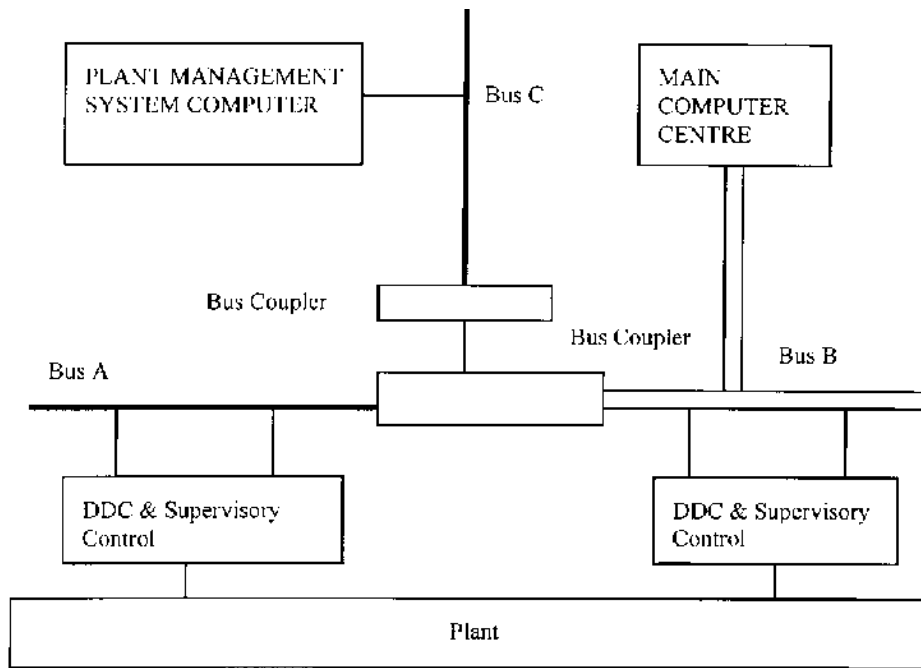 PLANT MANAGEMENT
SYSTEM COMPUTER
Bus C
MAIN
COMPUTER
CENTRE
Bus Coupler
Bus Coupler
Bus A
Bus B
DDC & Supervisory
Control
DDC & Supervisory
Control
Plant